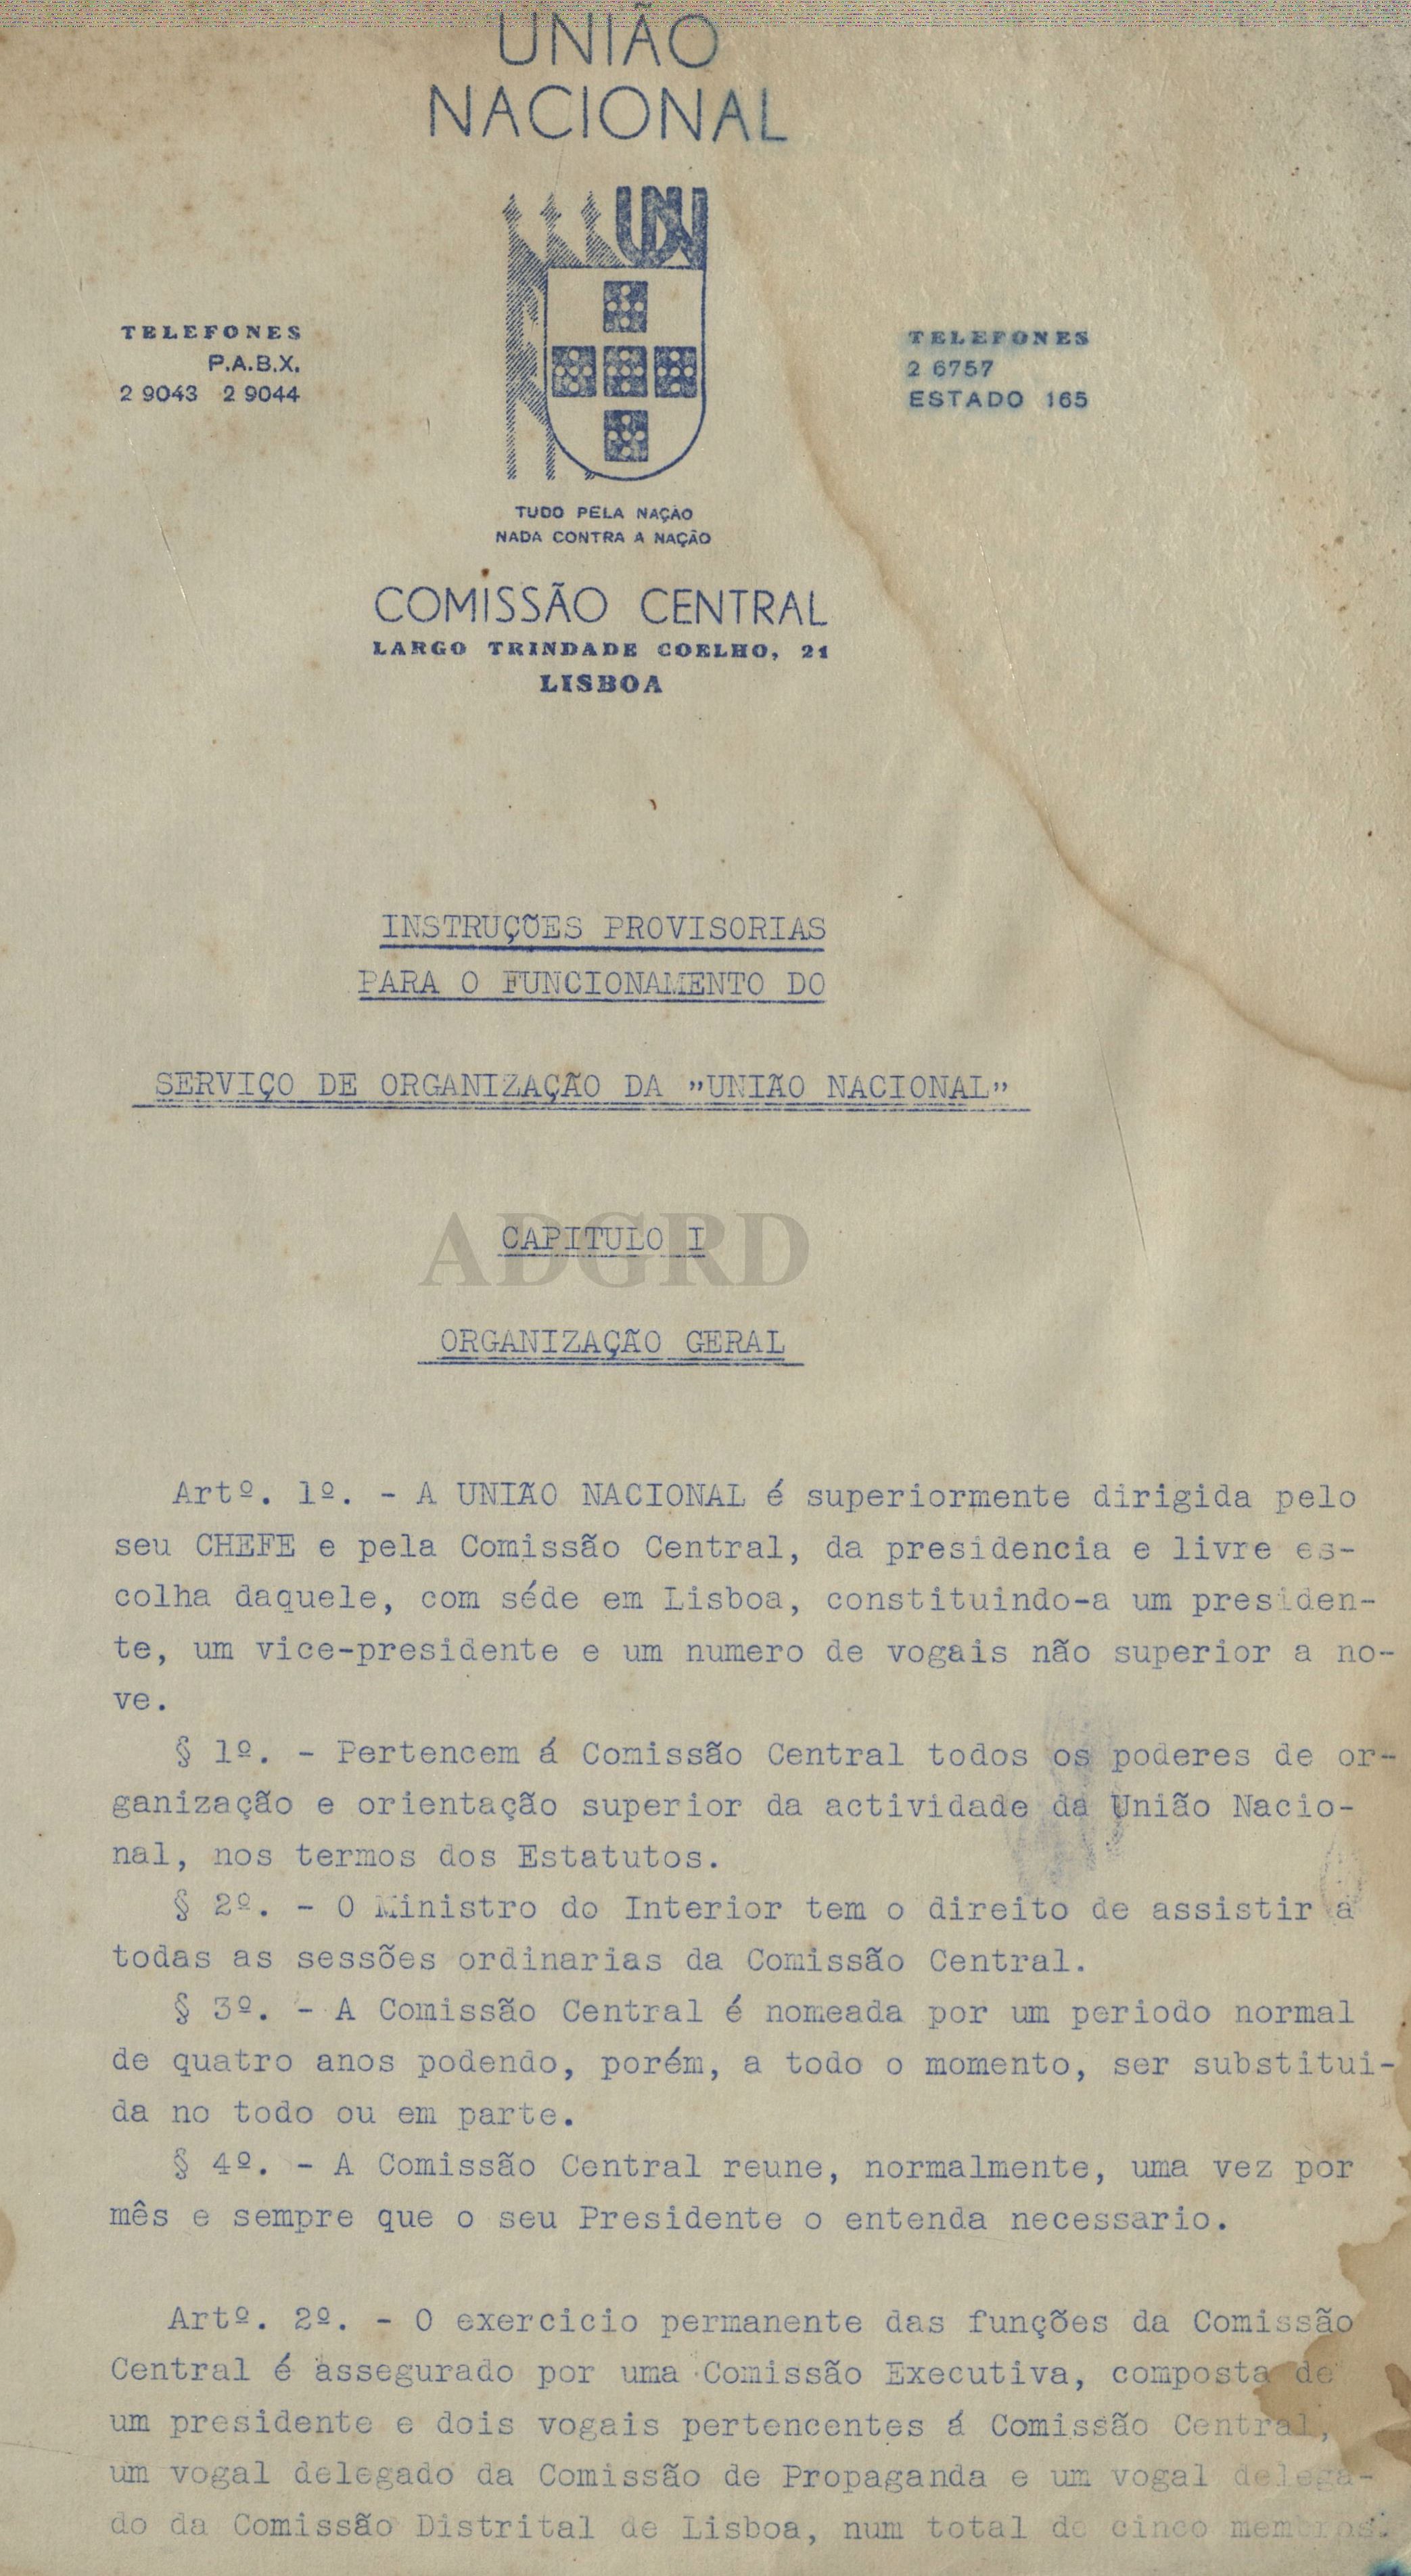 UNIÃO
NACIONAL
UN
TELEFONES
P.A.B.X.
2 9043 2 9044
TELEFONES
2 6757
ESTADO 165
TUDO PELA NAÇÃO
NADA CONTRA A NAÇÃO
COMISSÃO CENTRAL
LARGO TRINDADE COELHO, 21
LISBOA
INSTRUÇÕES PROVISORIAS
PARA O FUNCIONAMENTO DO
SERVIÇO DE ORGANIZAÇÃO DA "UNIÃO NACIONAL"
ADGRD
CAPITULO I
ORGANIZAÇÃO GERAL
Artº. 1º. - A UNIÃO NACIONAL é superiormente dirigida pelo
seu CHEFE e pela Comissão Central, da presidencia e livre es-
colha daquele, com séde em Lisboa, constituindo-a um presiden-
te, um vice-presidente e um numero de vogais não superior a no-
ve.
§ 1º. - Pertencem á Comissão Central todos os poderes de or-
ganização e orientação superior da actividade da União Nacio-
nal, nos termos dos Estatutos.
§ 2º. - O Ministro do Interior tem o direito de assistir a
todas as sessões ordinarias da Comissão Central.
§ 3º. - A Comissão Central é nomeada por um periodo normal
de quatro anos podendo, porém, a todo o momento, ser substitui-
da no todo ou em parte.
§ 4º. - A Comissão Central reune, normalmente, uma vez por
mês e sempre que o seu Presidente o entenda necessario.
Artº. 2º. - O exercicio permanente das funções da Comissão
Central é assegurado por uma Comissão Executiva, composta de
um presidente e dois vogais pertencentes á Comissão Central,
um vogal delegado da Comissão de Propaganda e um vogal delega-
do da Comissão Distrital de Lisboa, num total de cinco membros.